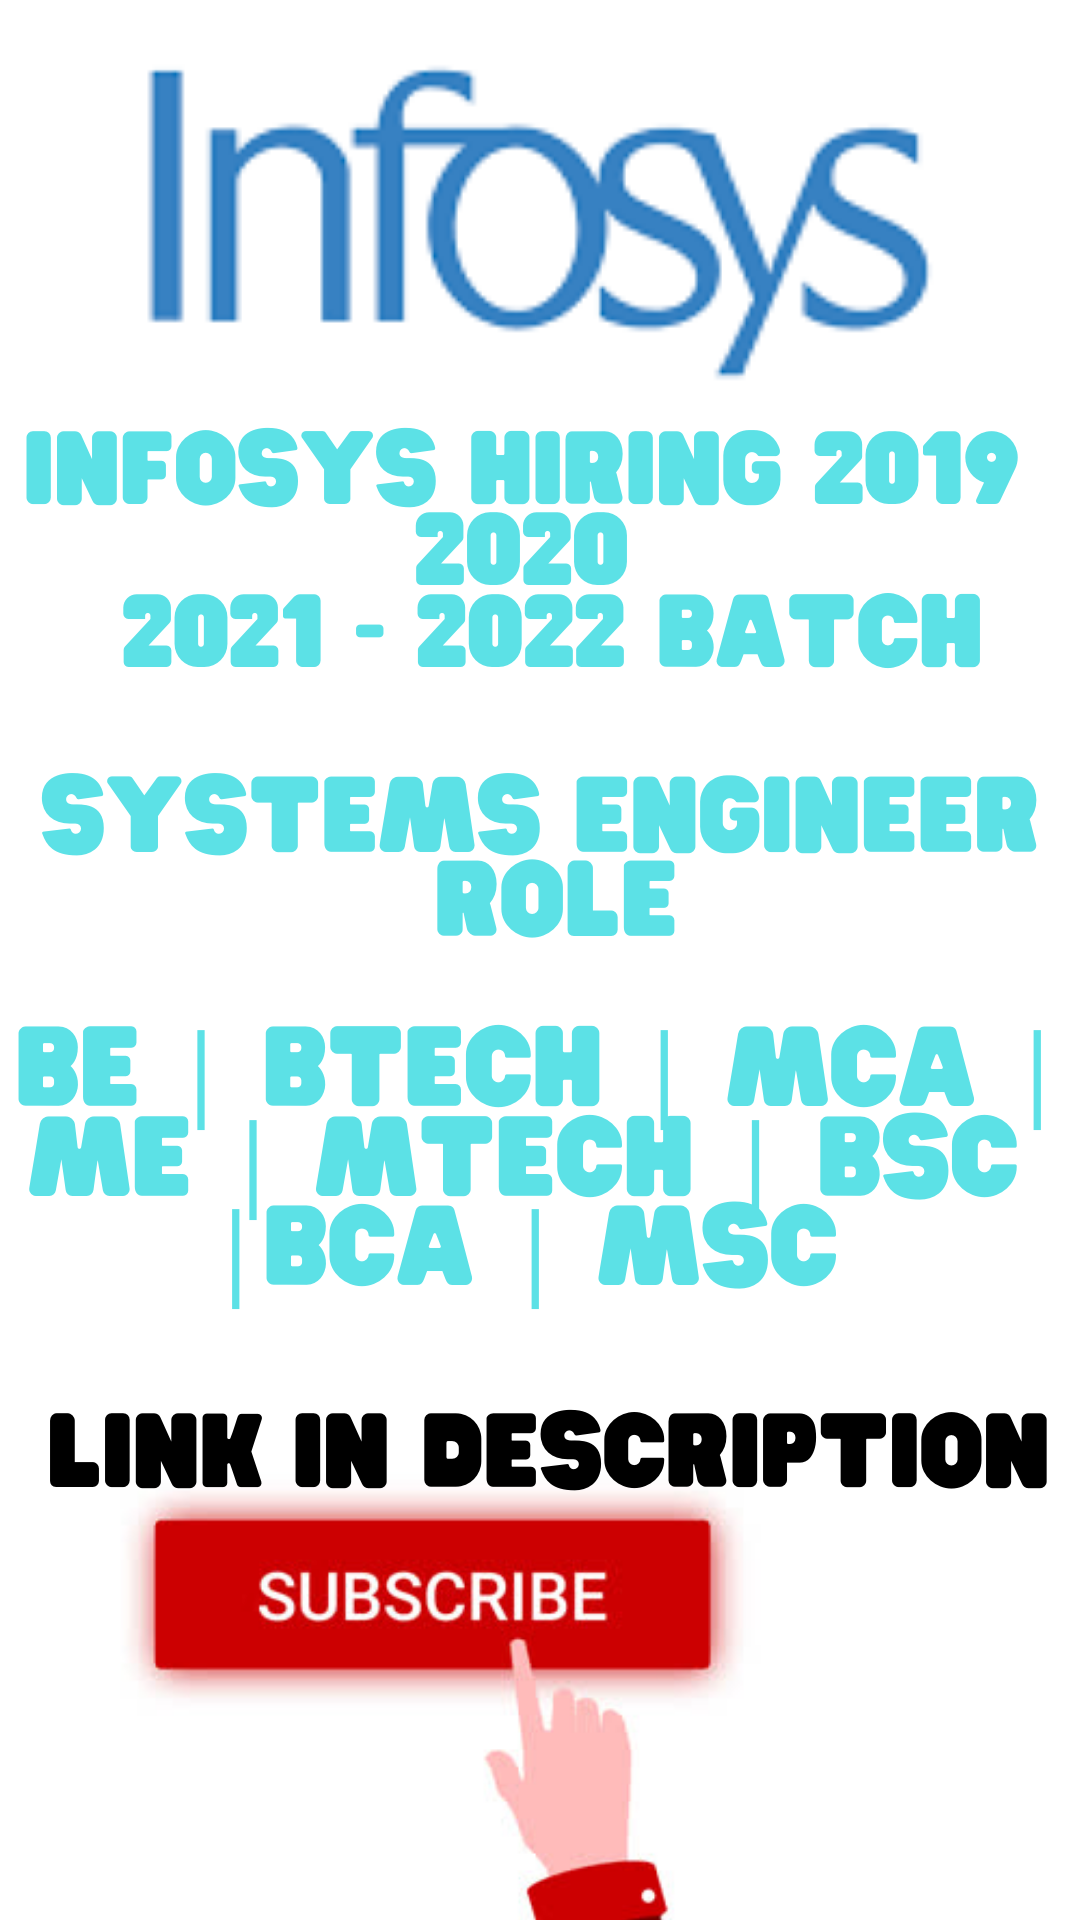 Infosys
INFOSYS HIRING 2019
2020
2021 - 2022 BATCH
SYSTEMS ENGINEER
ROLE
BE | BTECH | MCA |
ME | MTECH | BSC
|BCA | MSC
LINK IN DESCRIPTION
SUBSCRIBE